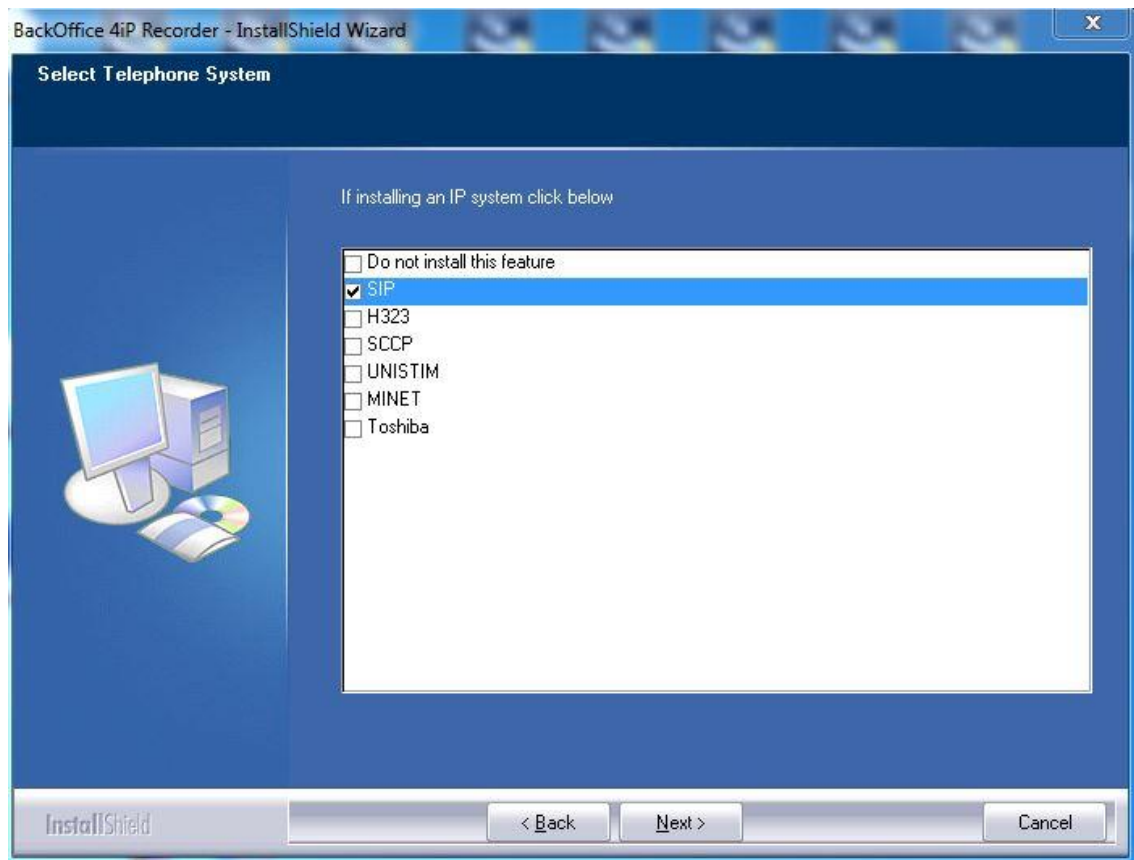 BackOffice 4iP Recorder - InstallShield Wizard
Select Telephone System
If installing an IP system click below
Do not install this feature
SIP
H323
SCCP
UNISTIM
MINET
Toshiba
InstallShield
< Back
Next >
Cancel